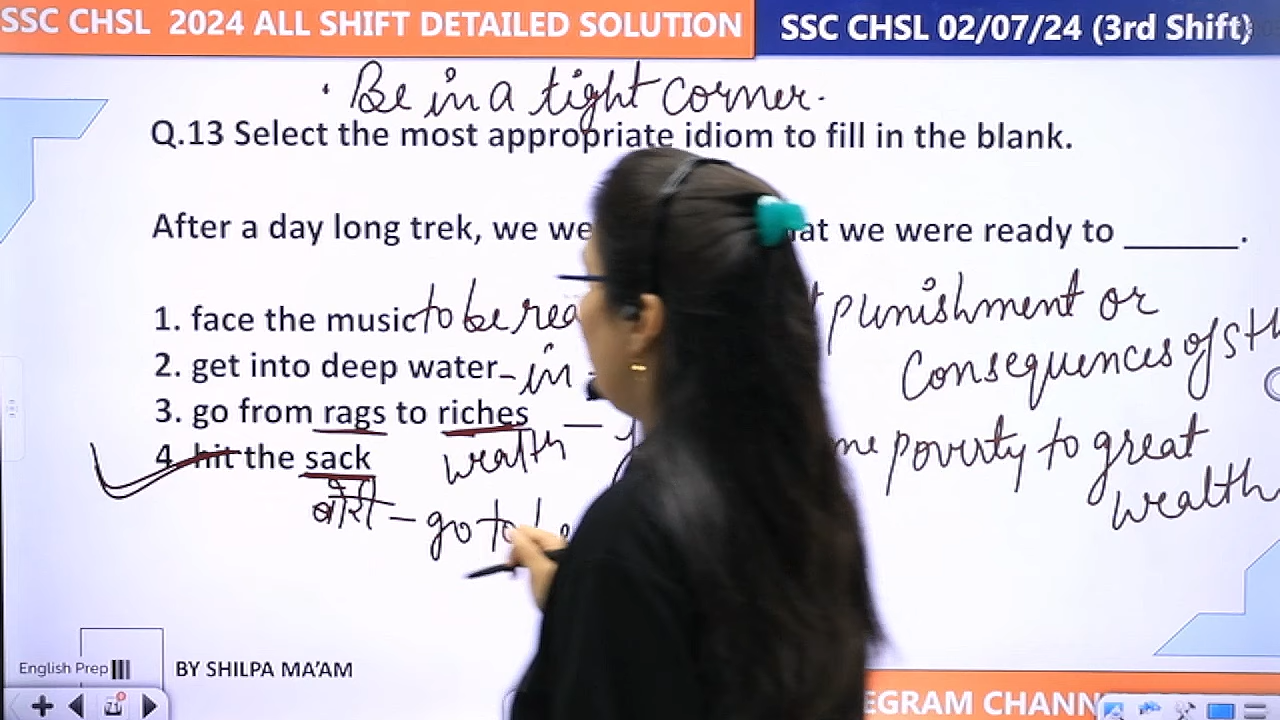 SSC CHSL 2024 ALL SHIFT DETAILED SOLUTION
SSC CHSL 02/07/24 (3rd Shift)
Be in a tight corner.
Q.13 Select the most appropriate idiom to fill in the blank.
After a day long trek, we we at we were ready to ______.
1. face the music to be rea punishment or
consequences of sth
2. get into deep water - in
3. go from rags to riches — me poverty to great
wealth wealth
4. hit the sack
बोरी - go to be
English Prep
BY SHILPA MA'AM
EGRAM CHANN